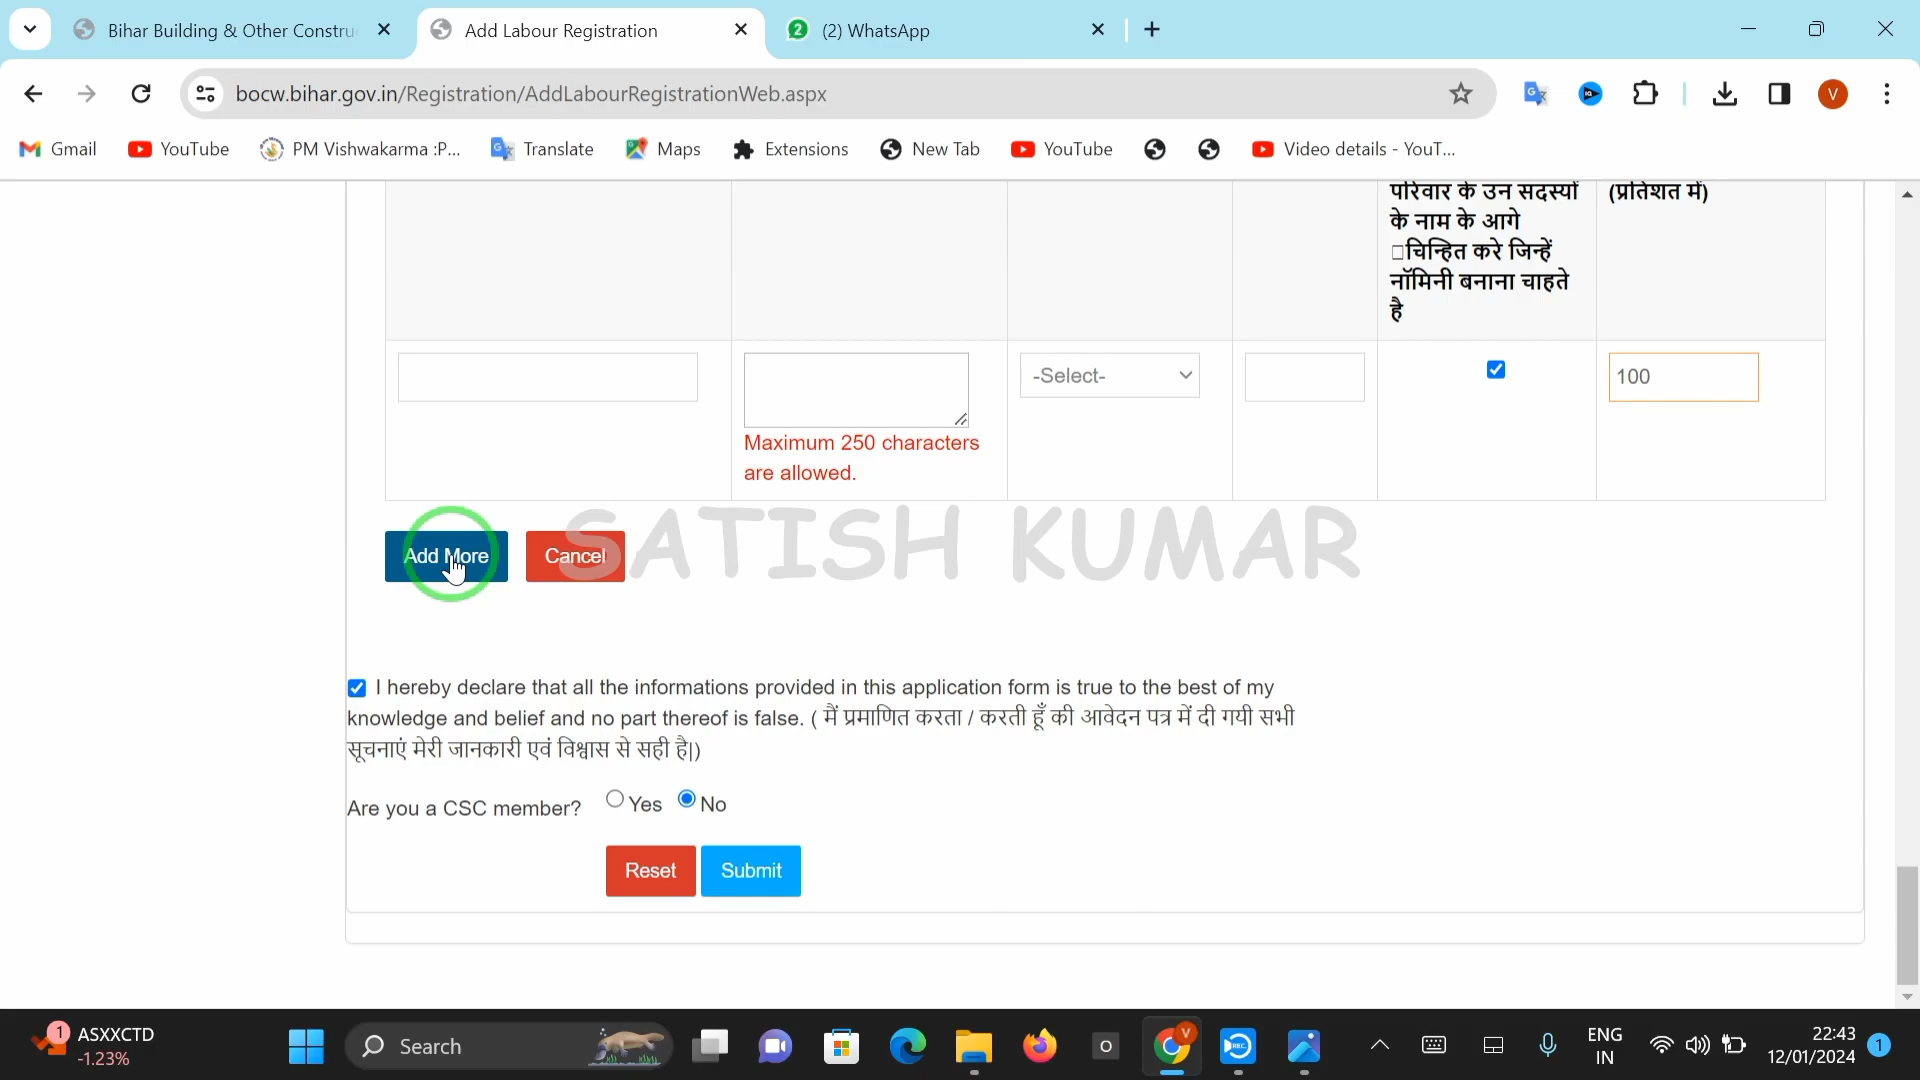 Bihar Building & Other Constru
Add Labour Registration
2
(2) WhatsApp
bocw.bihar.gov.in/Registration/AddLabourRegistrationWeb.aspx
V
Gmail
YouTube
PM Vishwakarma :P...
Translate
Maps
Extensions
New Tab
YouTube
Video details - YouT...
परिवार के उन सदस्यों
के नाम के आगे
चिन्हित करे जिन्हें
नॉमिनी बनाना चाहते
है
(प्रतिशत में)
-Select-
100
Maximum 250 characters
are allowed.
Add More
Cancel
SATISH KUMAR
I hereby declare that all the informations provided in this application form is true to the best of my
knowledge and belief and no part thereof is false. ( मैं प्रमाणित करता / करती हूँ की आवेदन पत्र में दी गयी सभी
सूचनाएं मेरी जानकारी एवं विश्वास से सही है|)
Are you a CSC member?
Yes
No
Reset
Submit
1
ASXXCTD
-1.23%
Search
O
V
REC
ENG
IN
22:43
12/01/2024
1